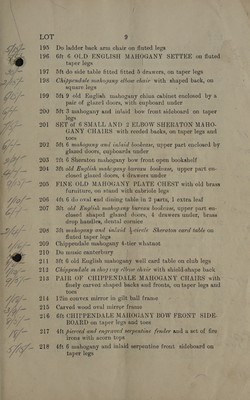 LOT 9
195 Do ladder back arm chair on fluted legs
196 6ft 6 OLD ENGLISH MAHOGANY SETTEE on fluted
taper legs
197 5ft do side table fitted fitted 3 drawers, on taper legs
198 Chippendale mahogany elbow chair with shaped back, on
square legs
199 3ft 9 old English mahogany china cabinet enclosed by a
pair of glazed doors, with cupboard under
200 5ft 3 mahogany and inlaid bow front sideboard on taper
legs
201 SET of 6 SMALL AND 2 ELBOW SHERATON MAHO-
GANY CHAIRS with reeded backs, on taper legs and
toes
202 5ft 6 mahogany and inlaid bookcase, upper part enclosed by
glazed doors, cupboards under
203 2ft 6 Sheraton mahogany bow front open bookshelf
204 3ft old English mahogany bureau bookcase, upper part en-
closed glazed doors, 4 drawers under
205 FINE OLD MAHOGANY PLATE CHEST with old brass
furniture, on stand with cabriole legs
206 4ft 6 do oval end dining table in 2 parts, 1 extra leaf
207 3ft old English mahogany bureau bookcase, upper part en-
closed shaped glazed doors, 4 drawers under, brass
drop handles, dental cornice
208 3ft mahogany and inlaid ½ circle Sheraton card table on
fluted taper legs
209 Chippendale mahogany 4-tier whatnot
210 Do music canterbury
211 3ft 6 old English mahogany wall card table on club legs
212 Chippendale mahogany elbow chair with shield-shape back
213 PAIR OF CHIPPENDALE MAHOGANY CHAIRS with
finely carved shaped backs and fronts, on taper legs and
toes
214 12in convex mirror in gilt ball frame
215 Carved wood oval mirror frame
216 6ft CHIPPENDALE MAHOGANY BOW FRONT SIDE-
BOARD on taper legs and toes
217 4ft pierced and engraved serpentine fender and a set of fire
irons with acorn tops
218 4ft 6 mahogany and inlaid serpentine front sideboard on
taper legs